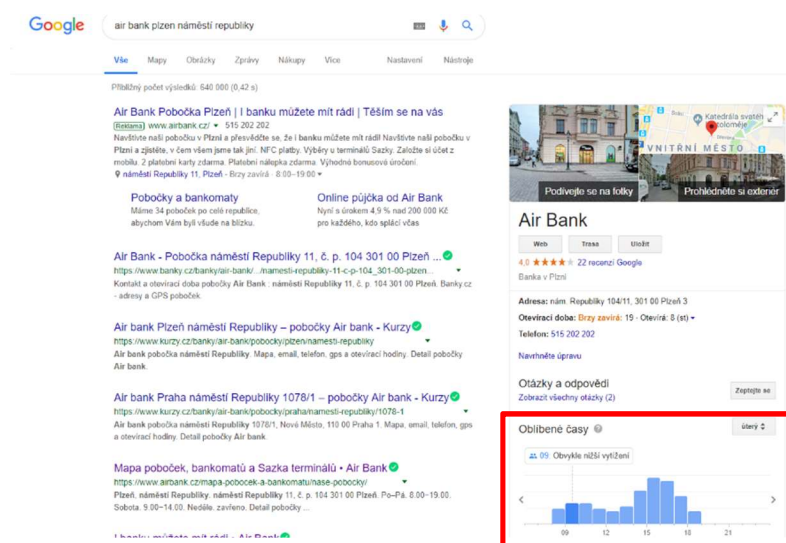 Google
air bank plzen náměstí republiky
Vše Mapy Obrázky Zprávy Nákupy Více Nastavení Nástroje
Přibližný počet výsledků: 640 000 (0,42 s)
Air Bank Pobočka Plzeň | I banku můžete mít rádi | Těším se na vás
Reklama www.airbank.cz/ 515 202 202
Navštivte naši pobočku v Plzni a přesvědčte se, že I banku můžete mít rádi! Navštivte naši pobočku v
Plzni a zjistěte, v čem všem jsme tak jiní. NFC platby. Výběry u terminálů Sazky. Založte si účet z
mobilu. 2 platební karty zdarma. Platební nálepka zdarma. Výhodné bonusové úročení.
náměstí Republiky 11, Plzeň - Brzy zavírá · 8:00–19:00
Pobočky a bankomaty
Máme 34 poboček po celé republice,
abychom Vám byli všude na blízku.
Online půjčka od Air Bank
Nyní s úrokem 4,9 % nad 200 000 Kč
pro každého, kdo splácí včas
Air Bank - Pobočka náměstí Republiky 11, č. p. 104 301 00 Plzeň ...
https://www.banky.cz/banky/air-bank/.../namesti-republiky-11-c-p-104_301-00-plzen...
Kontakt a otevírací doba pobočky Air Bank : náměstí Republiky 11, č. p. 104 301 00 Plzeň. Banky.cz
- adresy a GPS poboček.
Air bank Plzeň náměstí Republiky – pobočky Air bank - Kurzy
https://www.kurzy.cz/banky/air-bank/pobocky/plzen/namesti-republiky
Air bank pobočka náměstí Republiky. Mapa, email, telefon, gps a otevírací hodiny. Detail pobočky
Air bank.
Air bank Praha náměstí Republiky 1078/1 – pobočky Air bank - Kurzy
https://www.kurzy.cz/banky/air-bank/pobocky/praha/namesti-republiky/1078-1
Air bank pobočka náměstí Republiky 1078/1, Nové Město, 110 00 Praha 1. Mapa, email, telefon, gps
a otevírací hodiny. Detail pobočky Air bank.
Mapa poboček, bankomatů a Sazka terminálů • Air Bank
https://www.airbank.cz/mapa-pobocek-a-bankomatu/nase-pobocky/
Plzeň, náměstí Republiky. náměstí Republiky 11, č. p. 104 301 00 Plzeň. Po–Pá. 8.00–19.00.
Sobota. 9.00–14.00. Neděle. zavřeno. Detail pobočky ...
I banku můžete mít rádi • Air Bank
Katedrála svatéh
VNITŘNÍ MĚSTO
Podívejte se na fotky
Prohlédněte si exteriér
Air Bank
Web Trasa Uložit
4,0 22 recenzí Google
Banka v Plzni
Adresa: nám. Republiky 104/11, 301 00 Plzeň 3
Otevírací doba: Brzy zavírá: 19 · Otevírá: 8 (st)
Telefon: 515 202 202
Navrhněte úpravu
Otázky a odpovědi
Zobrazit všechny otázky (2)
Zeptejte se
Oblíbené časy
úterý
09. Obvykle nižší vytížení
09 12 15 18 21